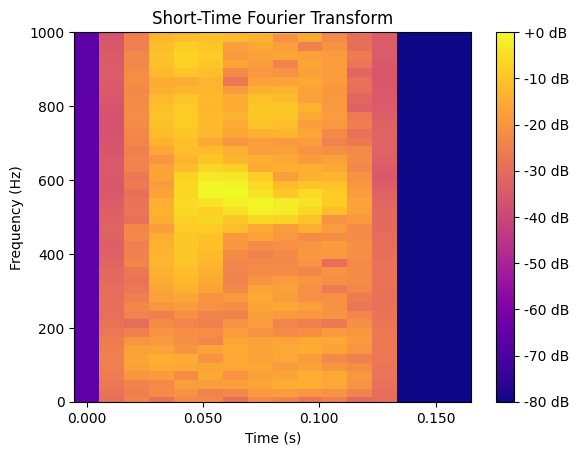 Short-Time Fourier Transform
1000
800
600
400
200
0
Frequency (Hz)
0.000
0.050
0.100
0.150
Time (s)
+0 dB
-10 dB
-20 dB
-30 dB
-40 dB
-50 dB
-60 dB
-70 dB
-80 dB